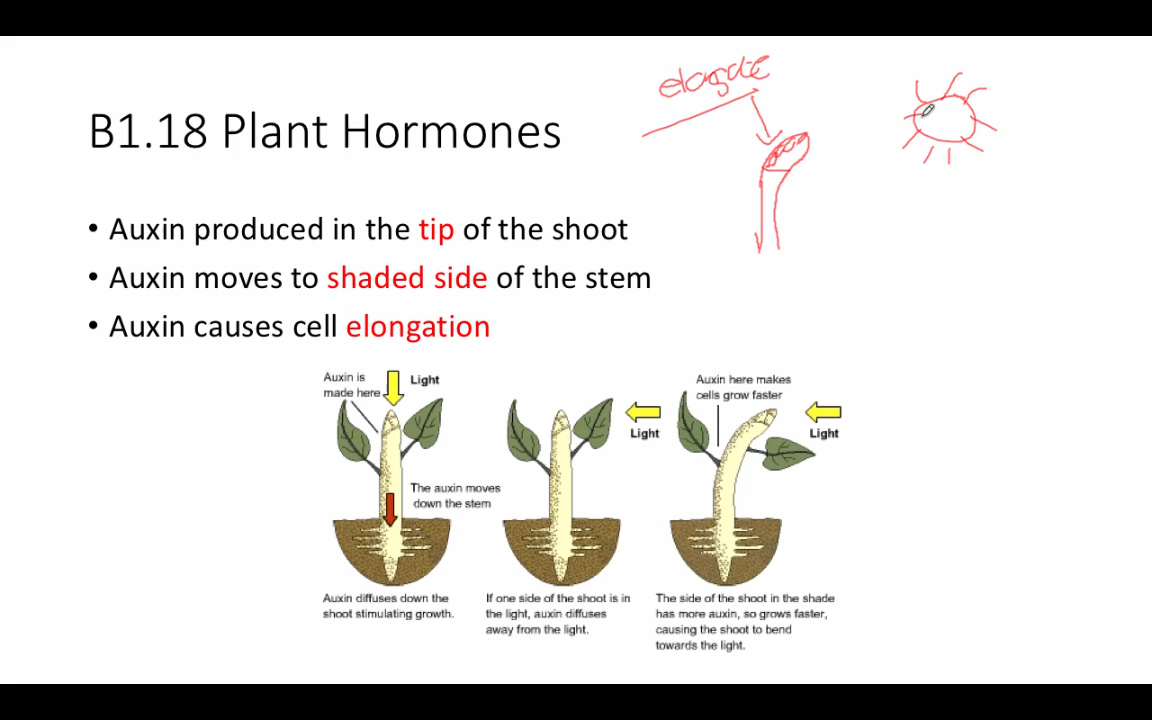 elongate
B1.18 Plant Hormones
• Auxin produced in the tip of the shoot
• Auxin moves to shaded side of the stem
• Auxin causes cell elongation
Auxin is
made here
Light
The auxin moves
down the stem
Auxin diffuses down the
shoot stimulating growth.
Light
If one side of the shoot is in
the light, auxin diffuses
away from the light.
Auxin here makes
cells grow faster
Light
The side of the shoot in the shade
has more auxin, so grows faster,
causing the shoot to bend
towards the light.